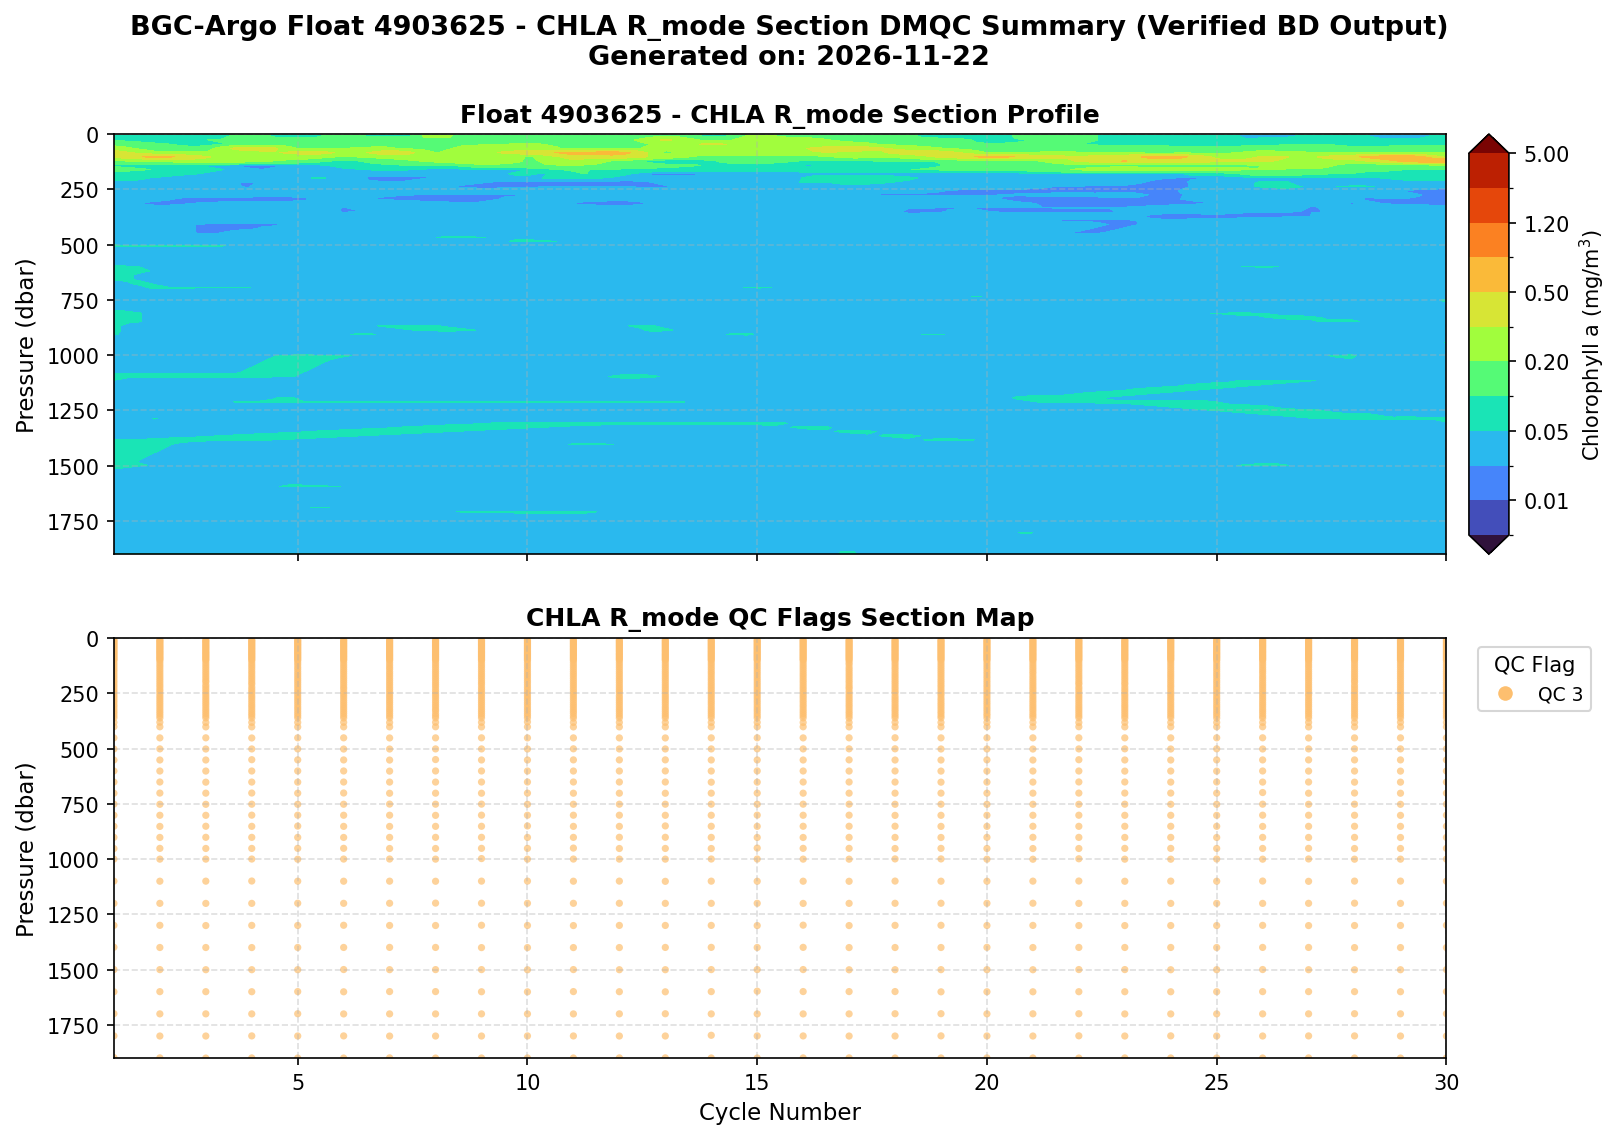 BGC-Argo Float 4903625 - CHLA R_mode Section DMQC Summary (Verified BD Output)
Generated on: 2026-11-22
Float 4903625 - CHLA R_mode Section Profile
Pressure (dbar)
0
250
500
750
1000
1250
1500
1750
5.00
1.20
0.50
0.20
0.05
0.01
Chlorophyll a (mg/m³)
CHLA R_mode QC Flags Section Map
Pressure (dbar)
0
250
500
750
1000
1250
1500
1750
5 10 15 20 25 30
Cycle Number
QC Flag
QC 3